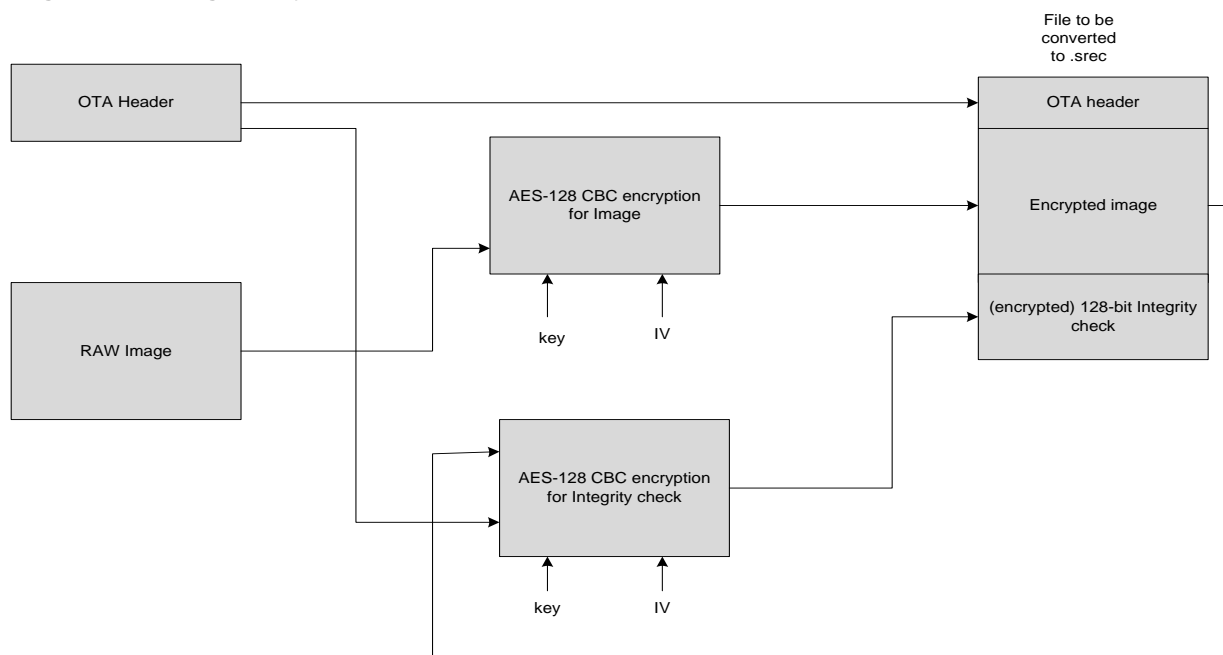 File to be
converted
to .srec
OTA Header
OTA header
AES-128 CBC encryption
for Image
Encrypted image
key
IV
RAW Image
(encrypted) 128-bit Integrity
check
AES-128 CBC encryption
for Integrity check
key
IV